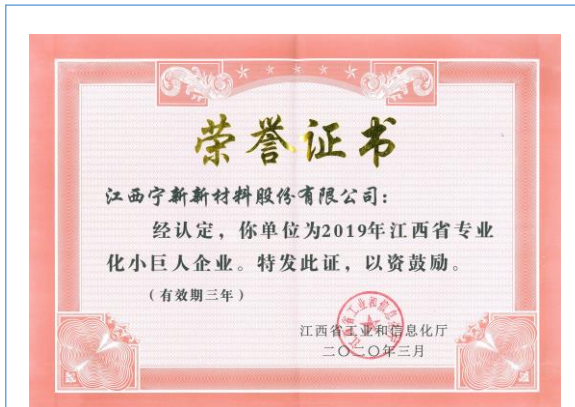 荣誉证书
江西宁新新材料股份有限公司：
经认定，你单位为2019年江西省专业
化小巨人企业。特发此证，以资鼓励。
（有效期三年）
江西省工业和信息化厅
二〇二〇年三月